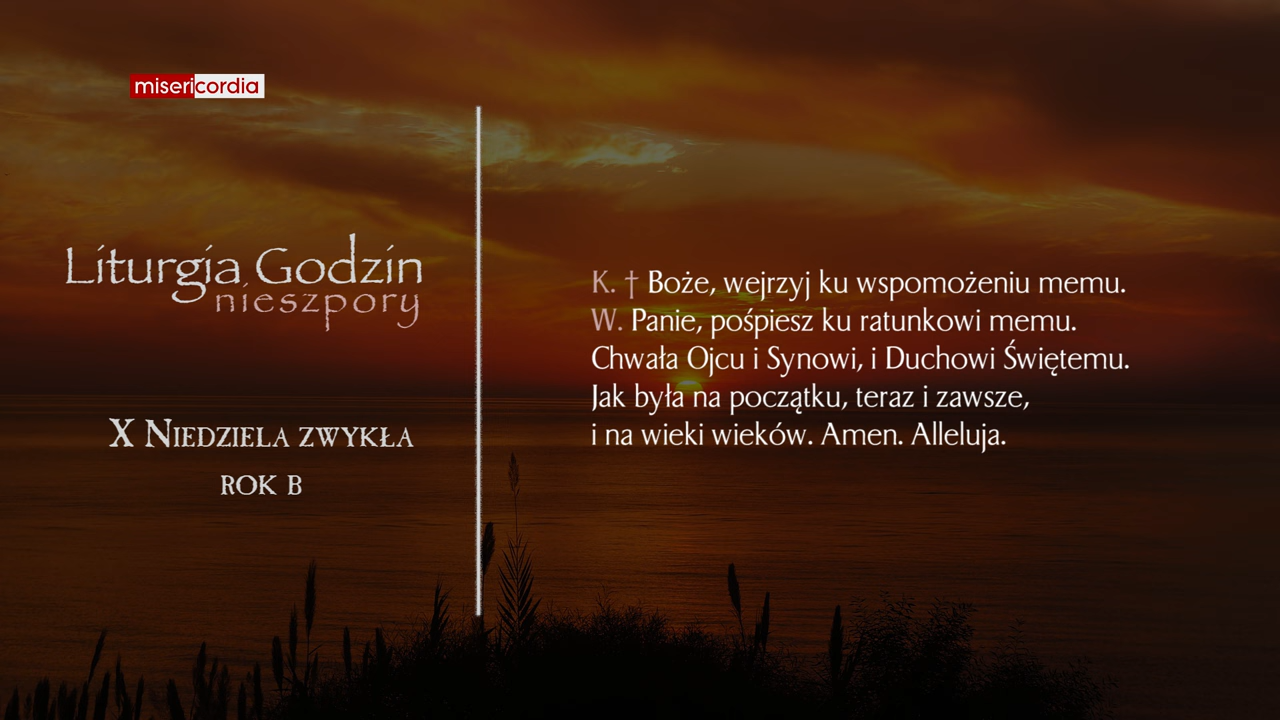 misericordia
Liturgia Godzin
nieszpory
X Niedziela zwykła
rok B
K. † Boże, wejrzyj ku wspomożeniu memu.
W. Panie, pośpiesz ku ratunkowi memu.
Chwała Ojcu i Synowi, i Duchowi Świętemu.
Jak była na początku, teraz i zawsze,
i na wieki wieków. Amen. Alleluja.